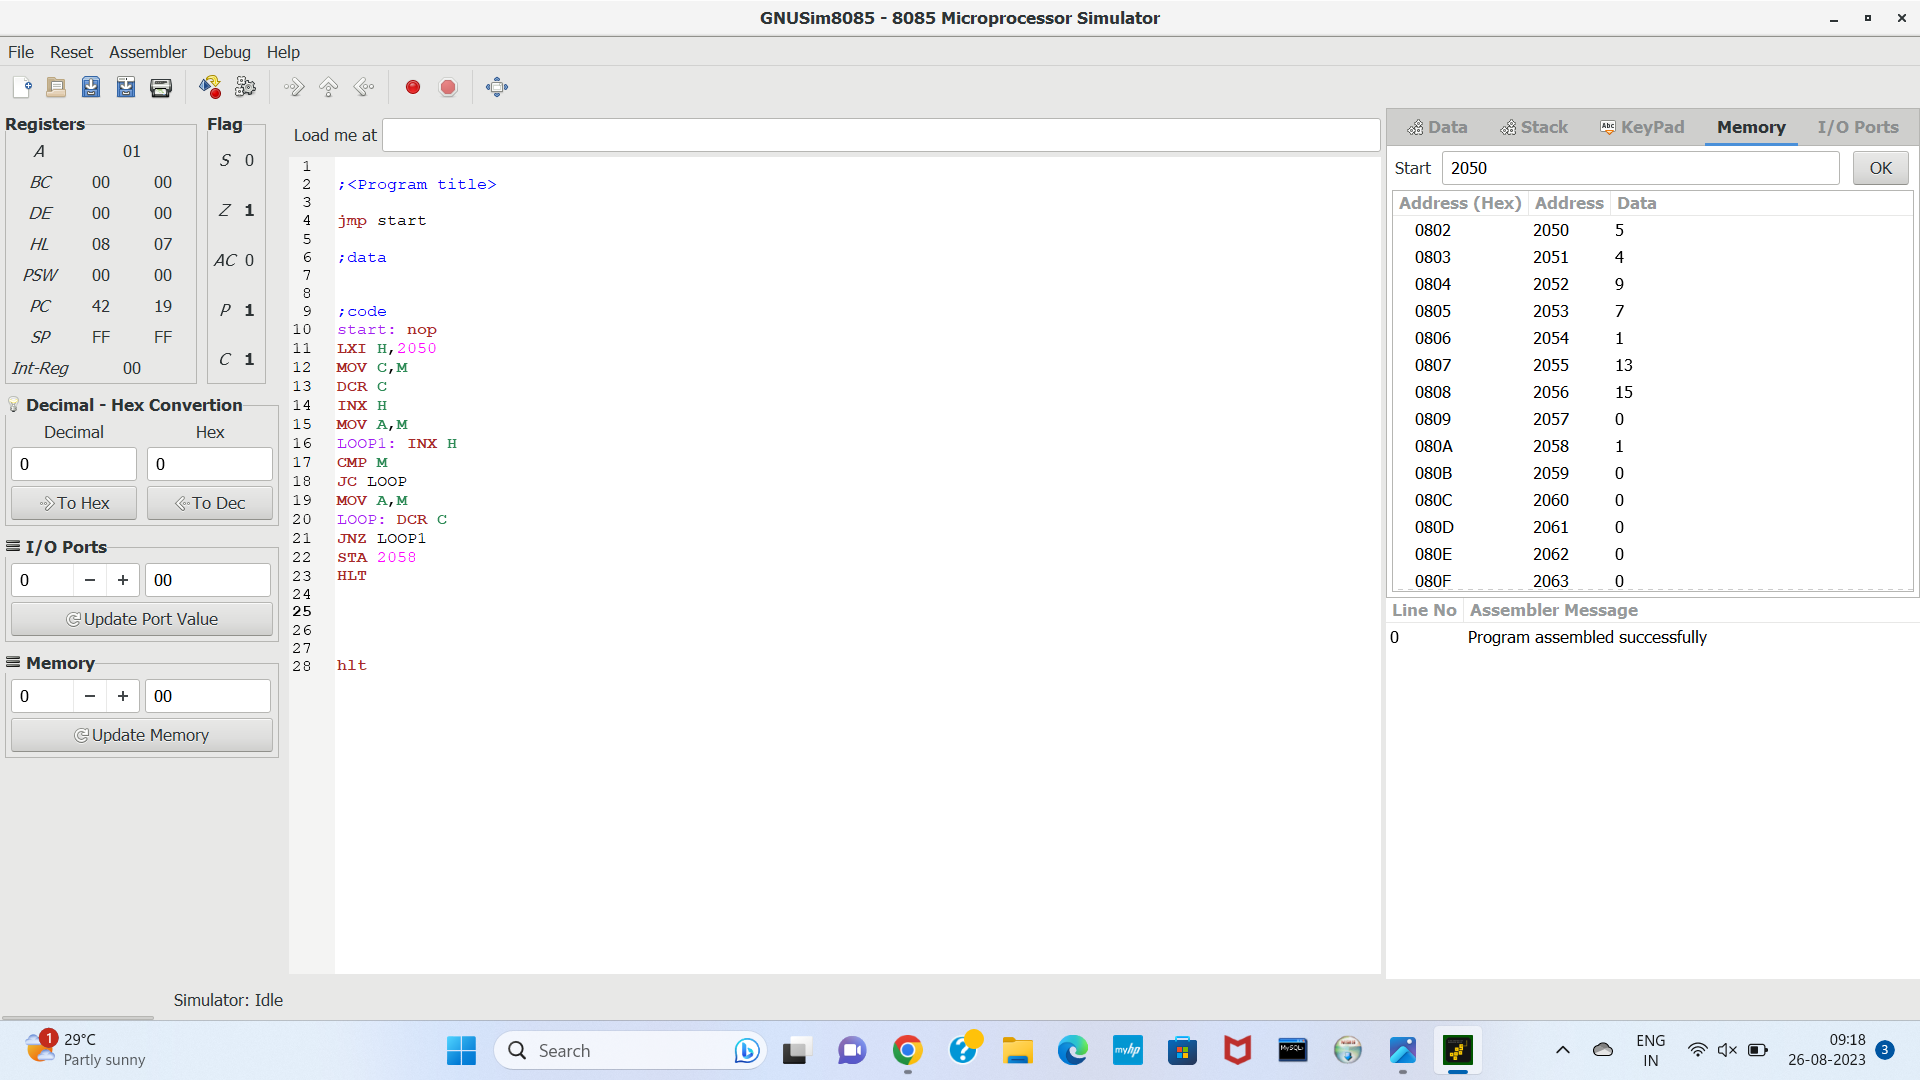 GNUSim8085 - 8085 Microprocessor Simulator
File Reset Assembler Debug Help
Registers
A 01
BC 00 00
DE 00 00
HL 08 07
PSW 00 00
PC 42 19
SP FF FF
Int-Reg 00
Flag
S 0
Z 1
AC 0
P 1
C 1
Decimal - Hex Convertion
Decimal Hex
0 0
To Hex To Dec
I/O Ports
0 − + 00
Update Port Value
Memory
0 − + 00
Update Memory
Load me at
1
2 ;<Program title>
3
4 jmp start
5
6 ;data
7
8
9 ;code
10 start: nop
11 LXI H,2050
12 MOV C,M
13 DCR C
14 INX H
15 MOV A,M
16 LOOP1: INX H
17 CMP M
18 JC LOOP
19 MOV A,M
20 LOOP: DCR C
21 JNZ LOOP1
22 STA 2058
23 HLT
24
25
26
27
28 hlt
Data Stack Abc KeyPad Memory I/O Ports
Start 2050 OK
Address (Hex) Address Data
0802 2050 5
0803 2051 4
0804 2052 9
0805 2053 7
0806 2054 1
0807 2055 13
0808 2056 15
0809 2057 0
080A 2058 1
080B 2059 0
080C 2060 0
080D 2061 0
080E 2062 0
080F 2063 0
Line No Assembler Message
0 Program assembled successfully
Simulator: Idle
1
29°C
Partly sunny
Search
myhp
MySQL
ENG
IN
09:18
26-08-2023
3